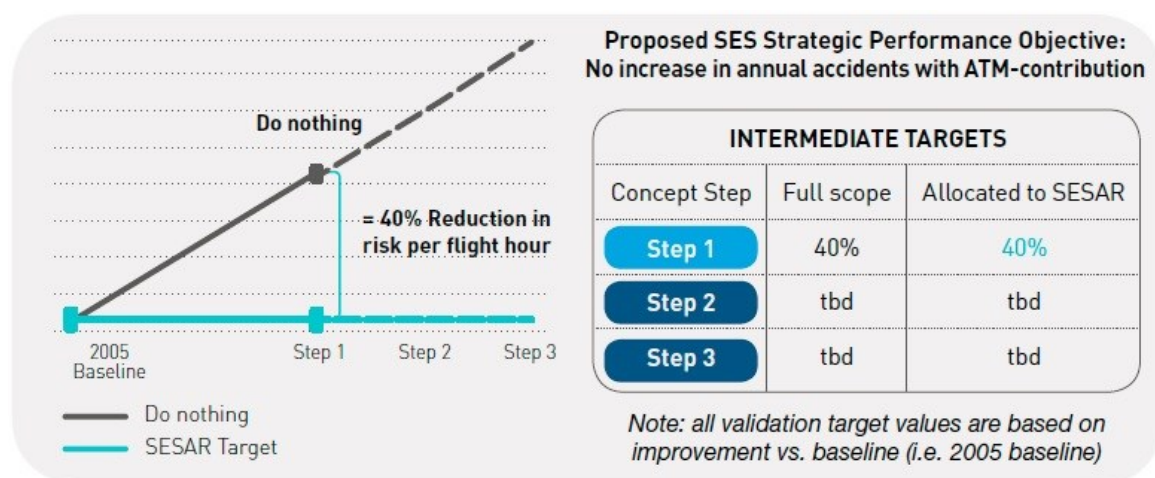 Do nothing
= 40% Reduction in
risk per flight hour
2005
Baseline
Step 1
Step 2
Step 3
Do nothing
SESAR Target
Proposed SES Strategic Performance Objective:
No increase in annual accidents with ATM-contribution
INTERMEDIATE TARGETS
Concept Step Full scope Allocated to SESAR
Step 1 40% 40%
Step 2 tbd tbd
Step 3 tbd tbd
Note: all validation target values are based on
improvement vs. baseline (i.e. 2005 baseline)